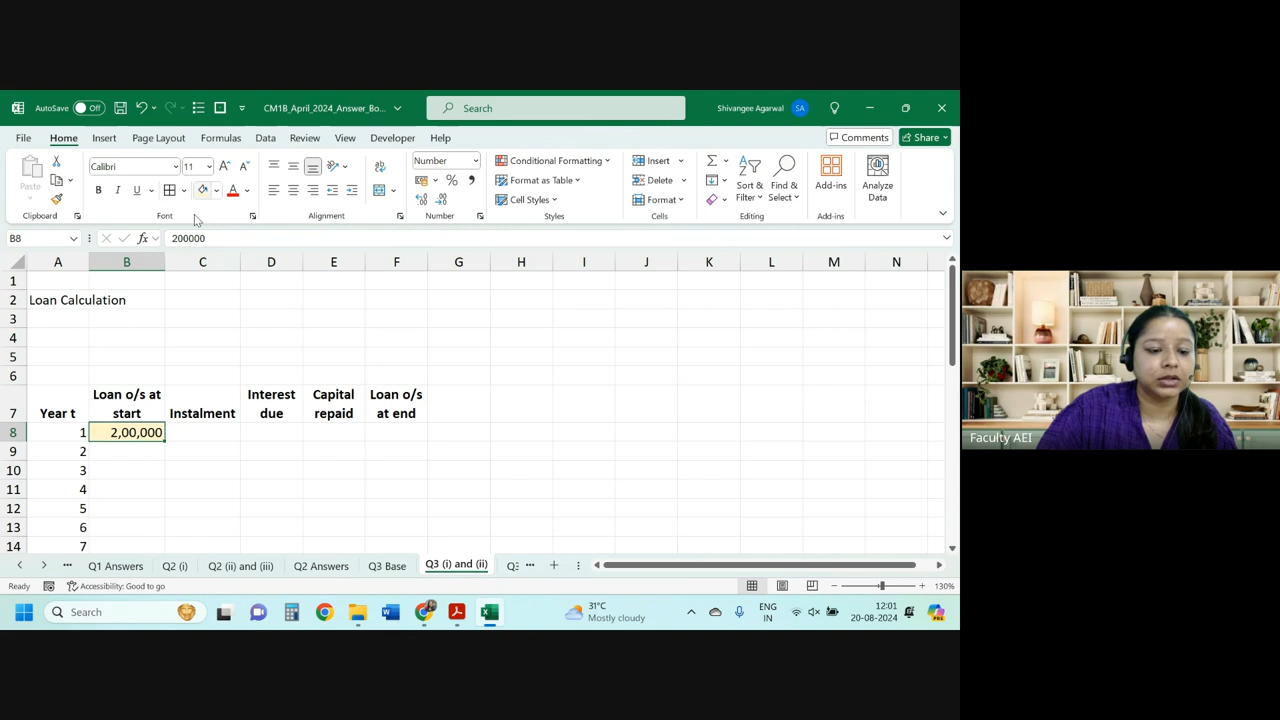 AutoSave Off CM1B_April_2024_Answer_Bo... Search Shivangee Agarwal SA
File Home Insert Page Layout Formulas Data Review View Developer Help Comments Share
Paste Calibri 11 A A Number Conditional Formatting Insert Sort & Filter Find & Select Add-ins Analyze Data
B I U A % Format as Table Delete
Cell Styles Format
Clipboard Font Alignment Number Styles Cells Editing Add-ins
B8 fx 200000
A B C D E F G H I J K L M N
1
2 Loan Calculation
3
4
5
6
7 Year t Loan o/s at start Instalment Interest due Capital repaid Loan o/s at end
8 1 2,00,000
9 2
10 3
11 4
12 5
13 6
14 7
Faculty AEI
... Q1 Answers Q2 (i) Q2 (ii) and (iii) Q2 Answers Q3 Base Q3 (i) and (ii) ...
Ready Accessibility: Good to go 130%
Search 31°C Mostly cloudy ENG IN 12:01 20-08-2024